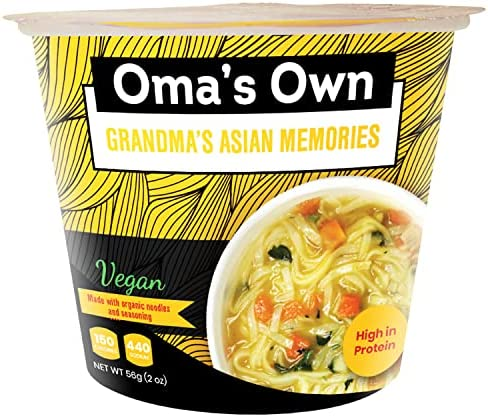 Oma's Own
GRANDMA'S ASIAN MEMORIES
Vegan
Made with organic noodles
and seasoning
150
440
High in
Protein
NET WT 56g (2 oz)